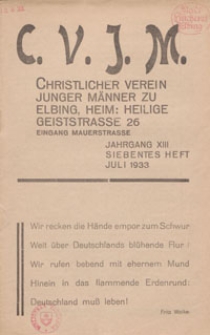 C. V. J. M.
CHRISTLICHER VEREIN
JUNGER MÄNNER ZU
ELBING, HEIM: HEILIGE
GEISTSTRASSE 26
EINGANG MAUERSTRASSE
JAHRGANG XIII
SIEBENTES HEFT
JULI 1933
Wir recken die Hände empor zum Schwur
Weit über Deutschlands blühende Flur!
Wir rufen bebend mit ehernem Mund
Hinein in das flammende Erdenrund:
Deutschland muß leben!
Fritz Woike